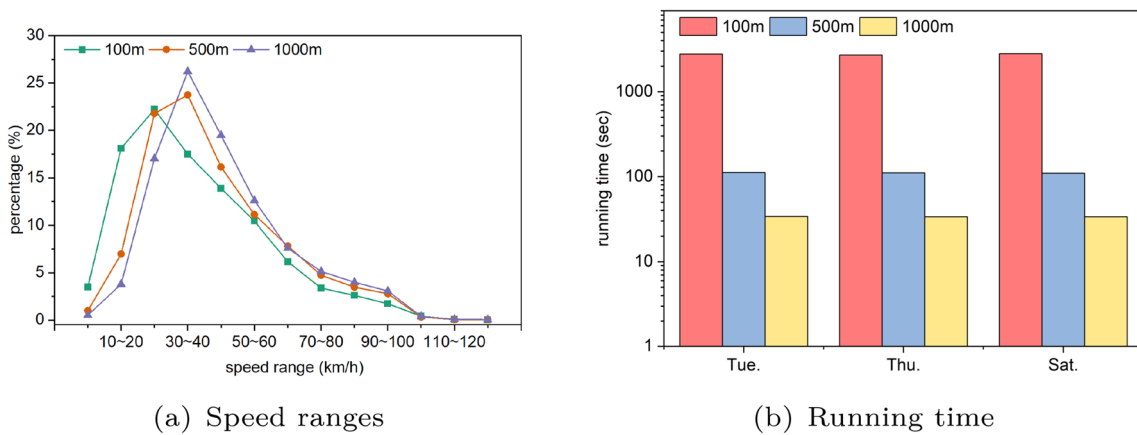 100m 500m 1000m
30
25
20
15
10
5
0
percentage (%)
10~20 30~40 50~60 70~80 90~100 110~120
speed range (km/h)
(a) Speed ranges
100m 500m 1000m
1000
100
10
1
running time (sec)
Tue. Thu. Sat.
(b) Running time